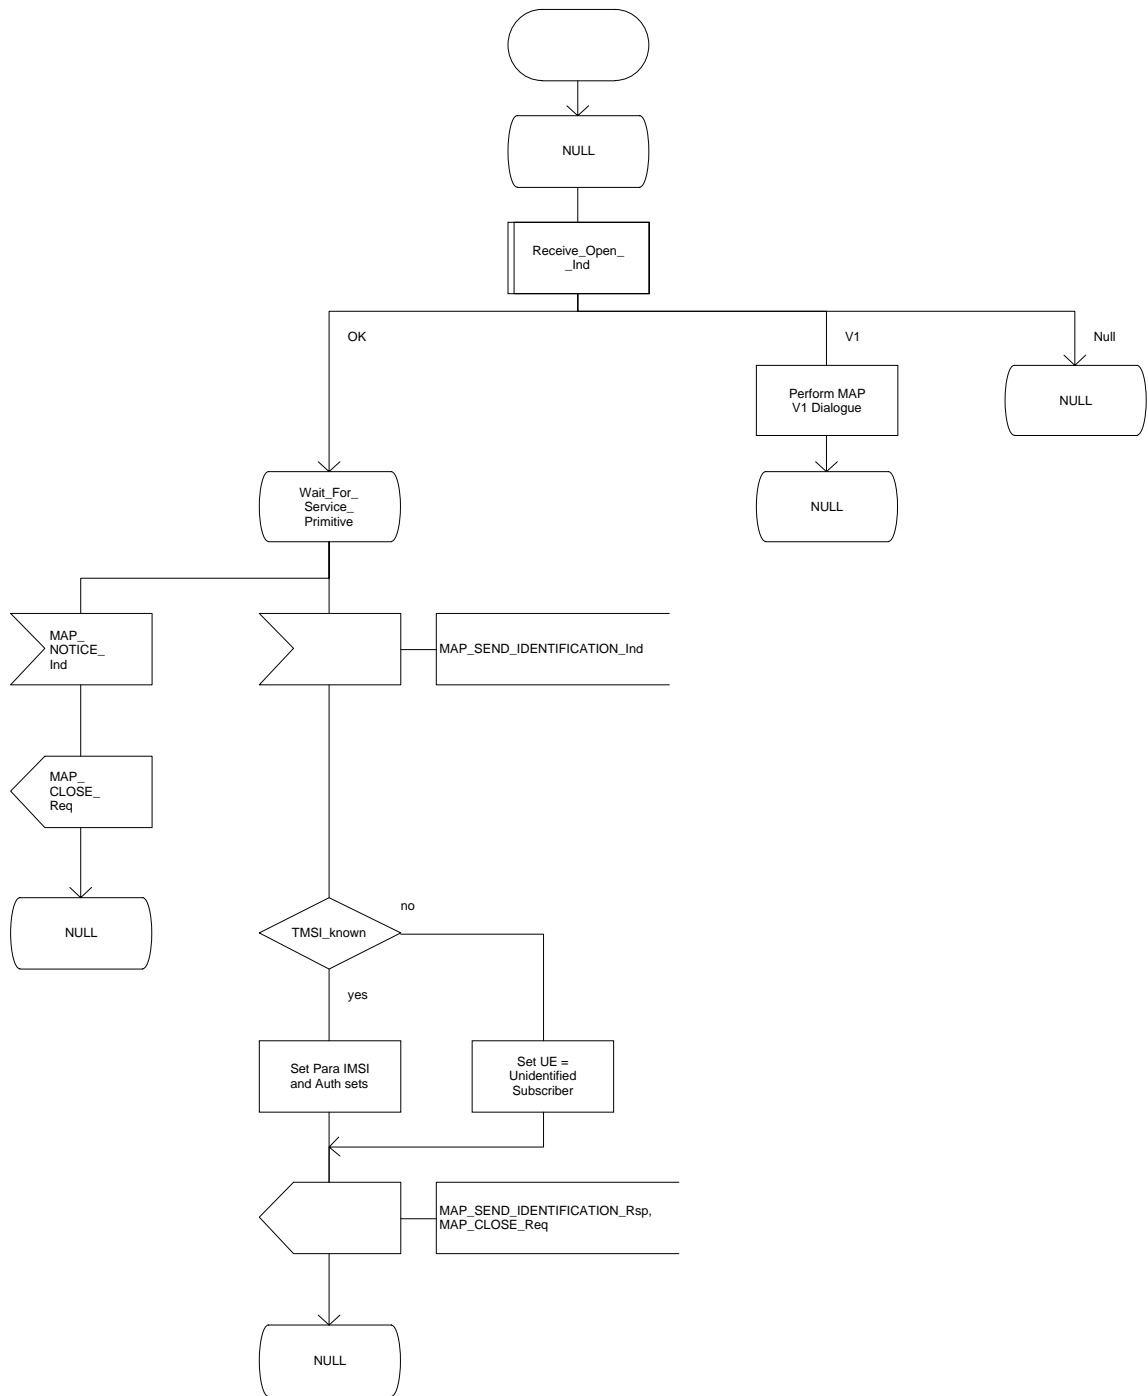 NULL
Receive_Open_
_Ind
OK
V1
Null
Perform MAP
V1 Dialogue
NULL
NULL
Wait_For_
Service_
Primitive
MAP_
NOTICE_
Ind
MAP_SEND_IDENTIFICATION_Ind
MAP_
CLOSE_
Req
NULL
TMSI_known
no
yes
Set Para IMSI
and Auth sets
Set UE =
Unidentified
Subscriber
MAP_SEND_IDENTIFICATION_Rsp,
MAP_CLOSE_Req
NULL